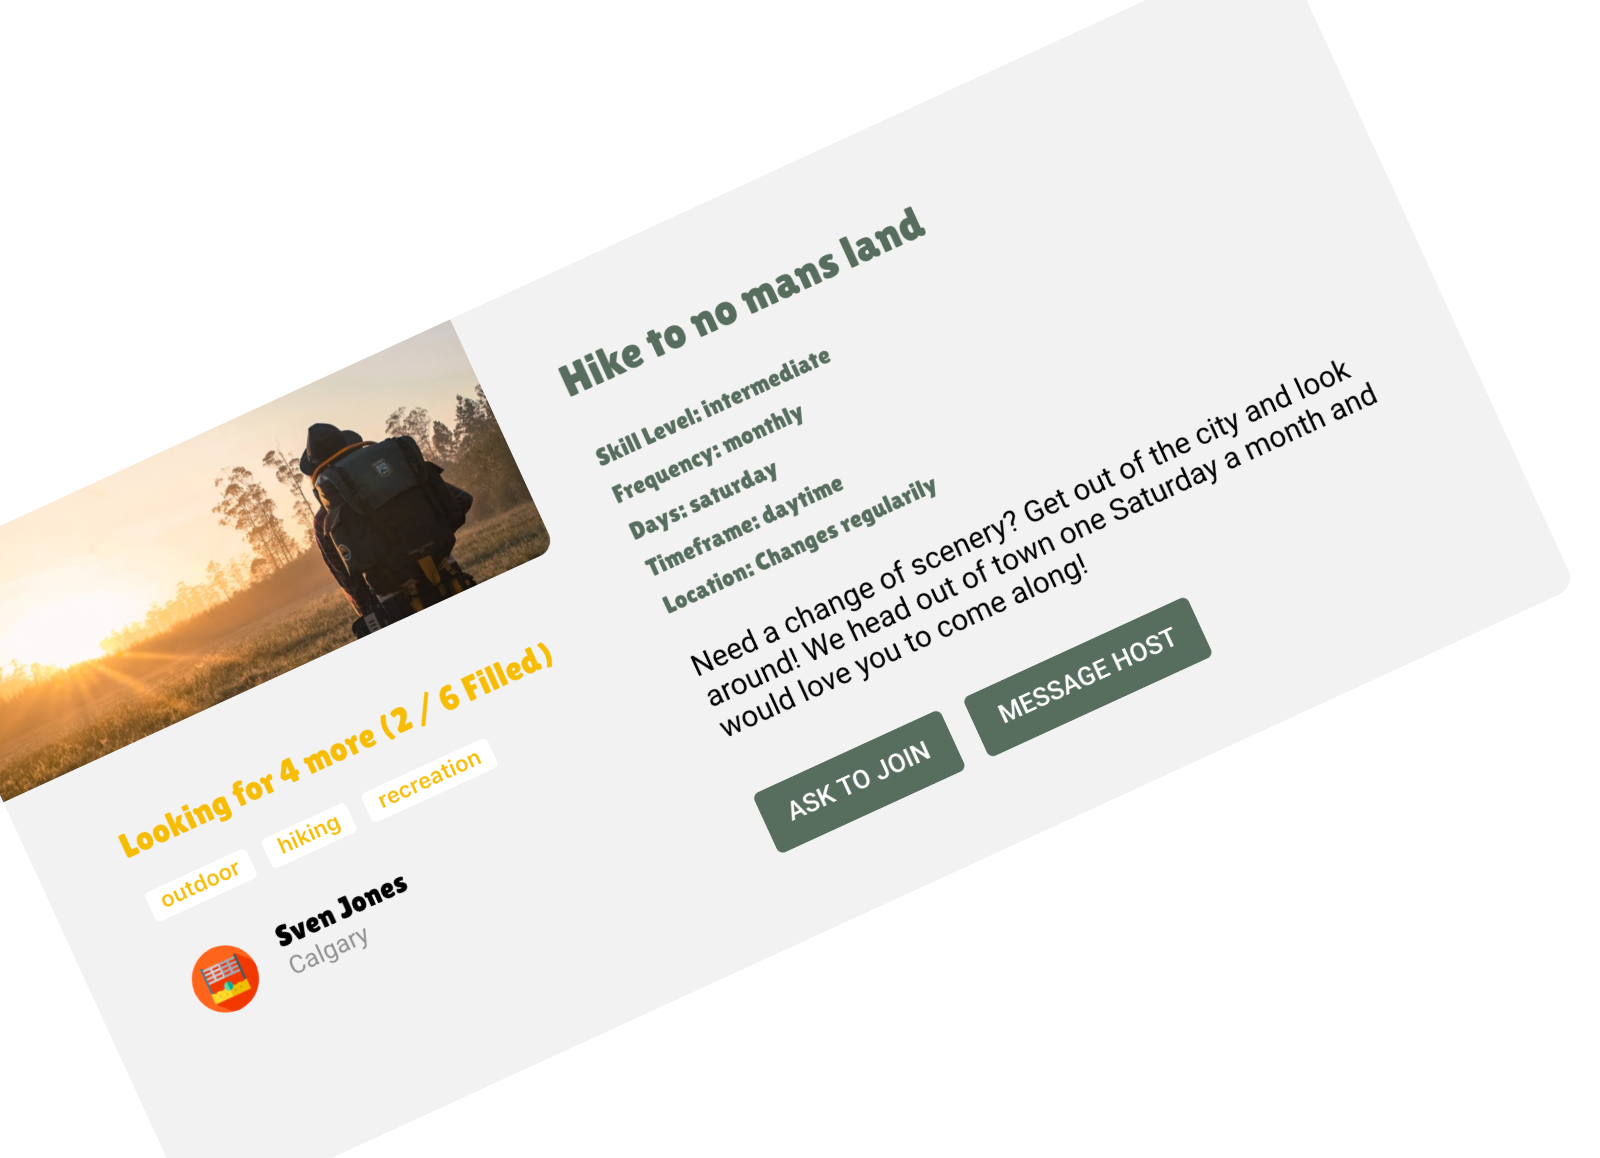 Hike to no mans land
Skill Level: intermediate
Frequency: monthly
Days: saturday
Timeframe: daytime
Location: Changes regularily
Need a change of scenery? Get out of the city and look
around! We head out of town one Saturday a month and
would love you to come along!
ASK TO JOIN
MESSAGE HOST
Looking for 4 more (2 / 6 Filled)
outdoor
hiking
recreation
Sven Jones
Calgary